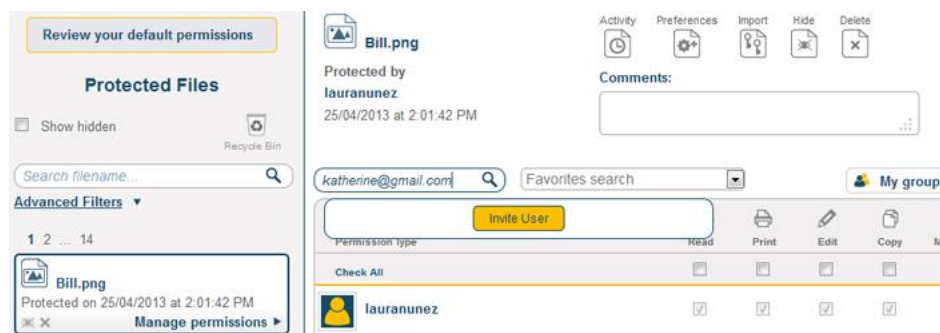 Review your default permissions
Protected Files
Show hidden
Recycle Bin
Search filename...
Advanced Filters ▼
1 2 ... 14
Bill.png
Protected on 25/04/2013 at 2:01:42 PM
Manage permissions ▶
Bill.png
Protected by
lauranunez
25/04/2013 at 2:01:42 PM
Activity Preferences Import Hide Delete
Comments:
katherine@gmail.com Favorites search My group
Invite User
Permission Type Read Print Edit Copy M
Check All
lauranunez